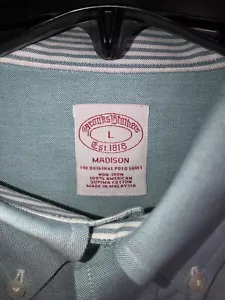 Brooks Brothers
L
Est. 1818
MADISON
THE ORIGINAL POLO SHIRT
NON-IRON
100% AMERICAN
SUPIMA COTTON
MADE IN MALAYSIA